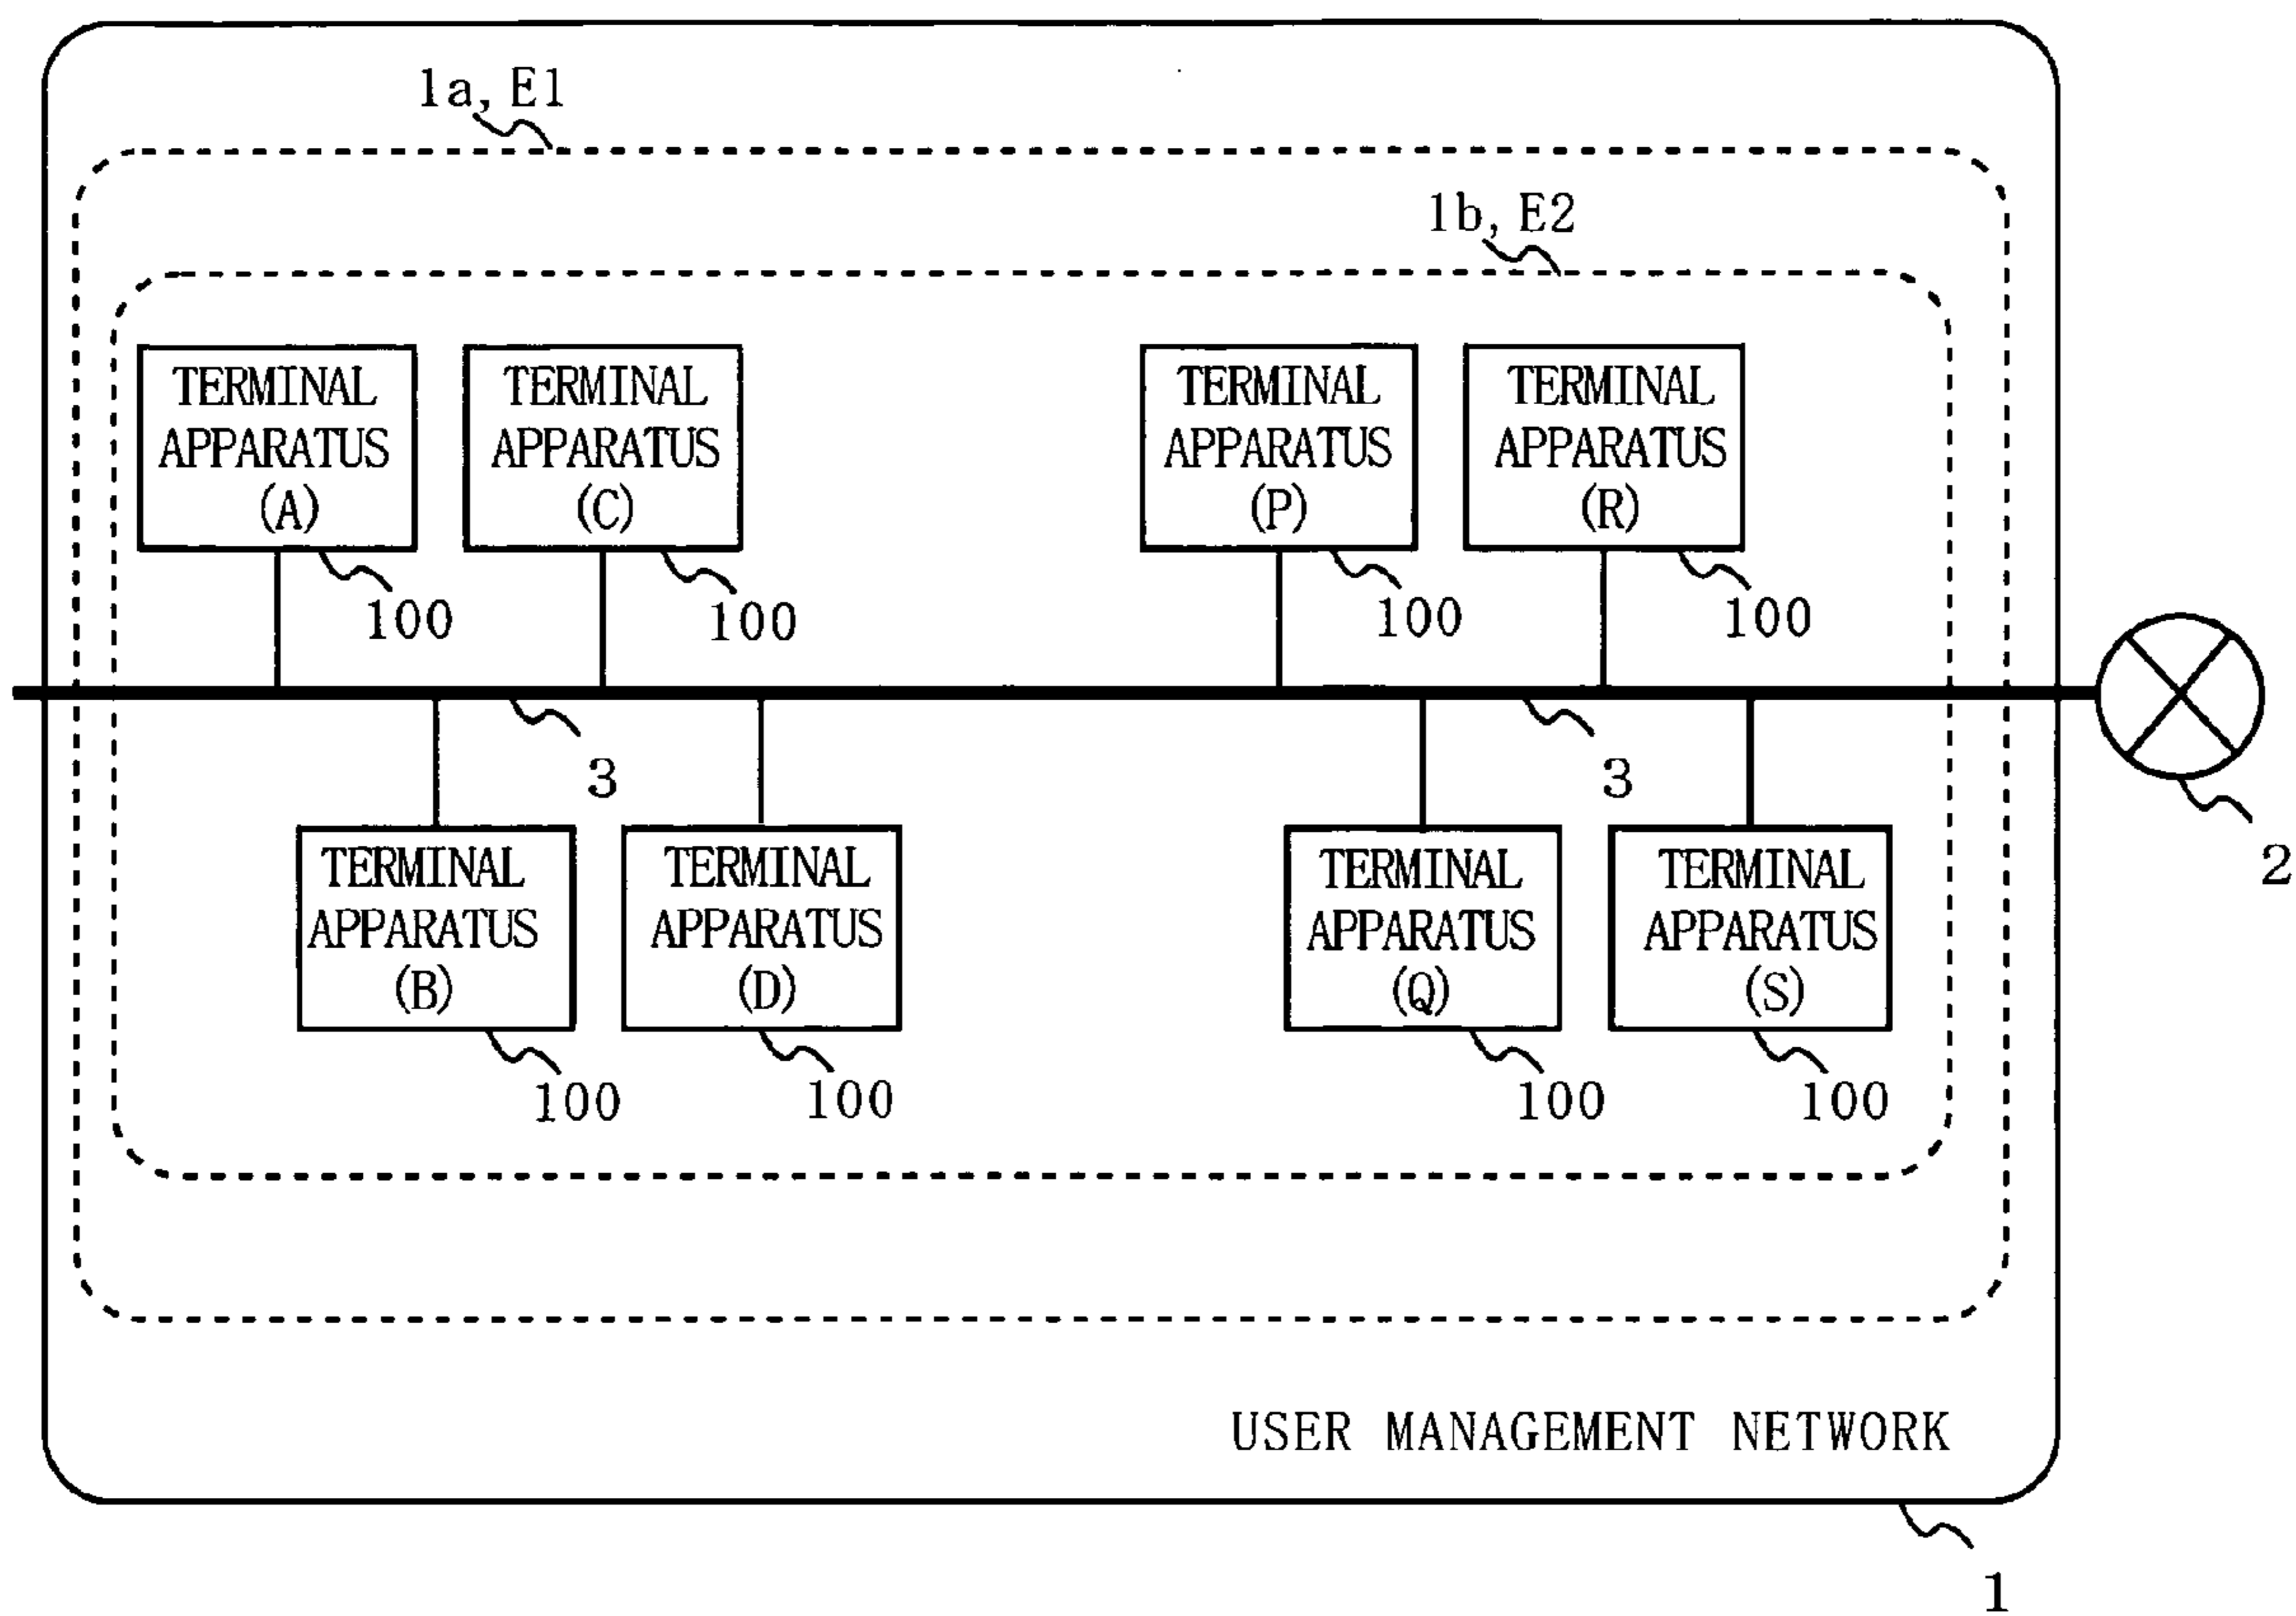 1a, E1
1b, E2
TERMINAL
APPARATUS
(A)
TERMINAL
APPARATUS
(C)
TERMINAL
APPARATUS
(P)
TERMINAL
APPARATUS
(R)
100
100
100
100
3
3
2
TERMINAL
APPARATUS
(B)
TERMINAL
APPARATUS
(D)
TERMINAL
APPARATUS
(Q)
TERMINAL
APPARATUS
(S)
100
100
100
100
USER MANAGEMENT NETWORK
1